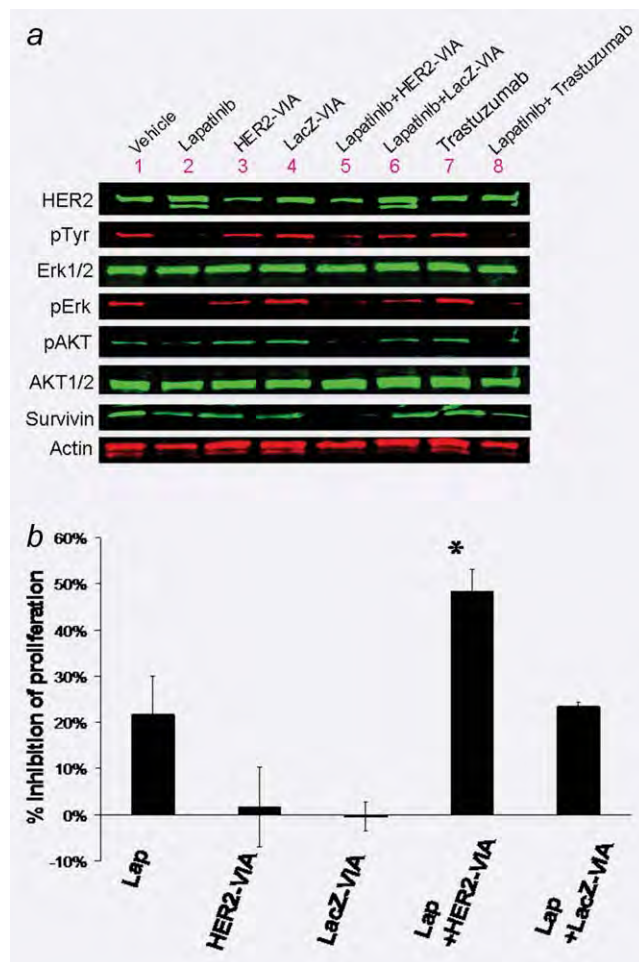 a
Vehicle
Lapatinib
HER2-VIA
LacZ-VIA
Lapatinib+HER2-VIA
Lapatinib+LacZ-VIA
Trastuzumab
Lapatinib+ Trastuzumab
1 2 3 4 5 6 7 8
HER2
pTyr
Erk1/2
pErk
pAKT
AKT1/2
Survivin
Actin
b
% Inhibition of proliferation
60%
50%
40%
30%
20%
10%
0%
-10%
*
Lap
HER2-VIA
LacZ-VIA
Lap
+HER2-VIA
Lap
+LacZ-VIA